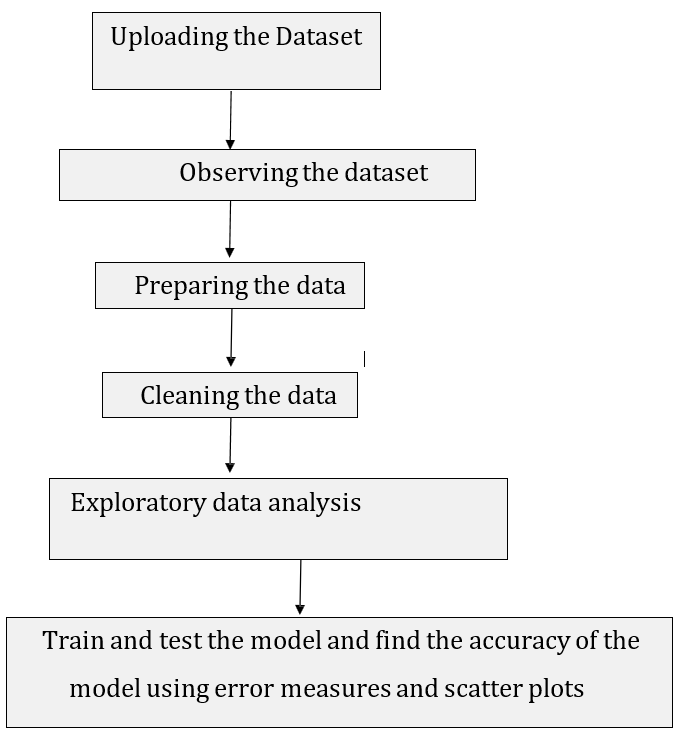 Uploading the Dataset
Observing the dataset
Preparing the data
Cleaning the data
Exploratory data analysis
Train and test the model and find the accuracy of the
model using error measures and scatter plots